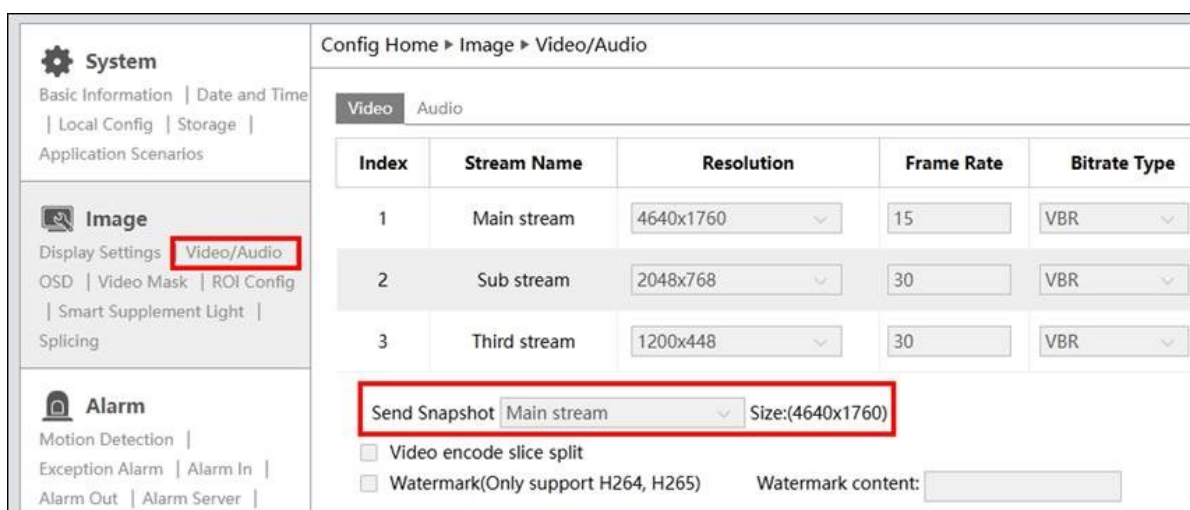 System
Basic Information | Date and Time
| Local Config | Storage |
Application Scenarios
Image
Display Settings | Video/Audio
OSD | Video Mask | ROI Config
| Smart Supplement Light |
Splicing
Alarm
Motion Detection |
Exception Alarm | Alarm In |
Alarm Out | Alarm Server |
Config Home ▸ Image ▸ Video/Audio
Video Audio
Index Stream Name Resolution Frame Rate Bitrate Type
1 Main stream 4640x1760 15 VBR
2 Sub stream 2048x768 30 VBR
3 Third stream 1200x448 30 VBR
Send Snapshot Main stream Size:(4640x1760)
Video encode slice split
Watermark(Only support H264, H265) Watermark content: